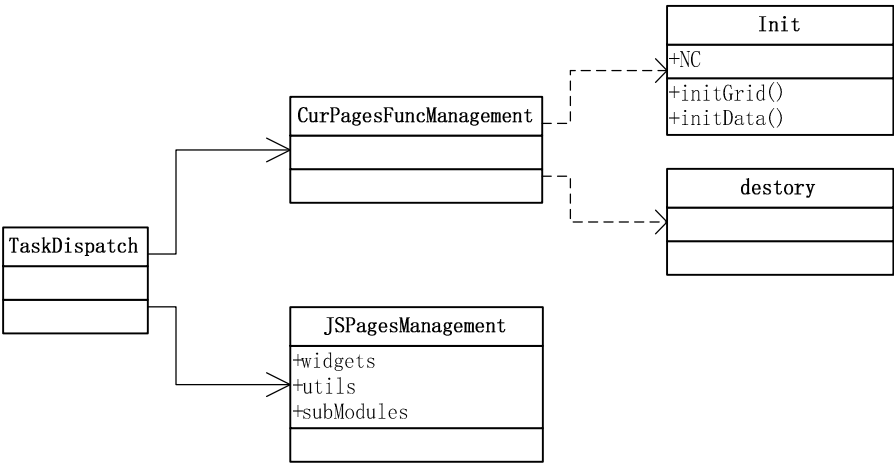 Init
+NC
+initGrid()
+initData()
CurPagesFuncManagement
destory
TaskDispatch
JSPagesManagement
+widgets
+utils
+subModules